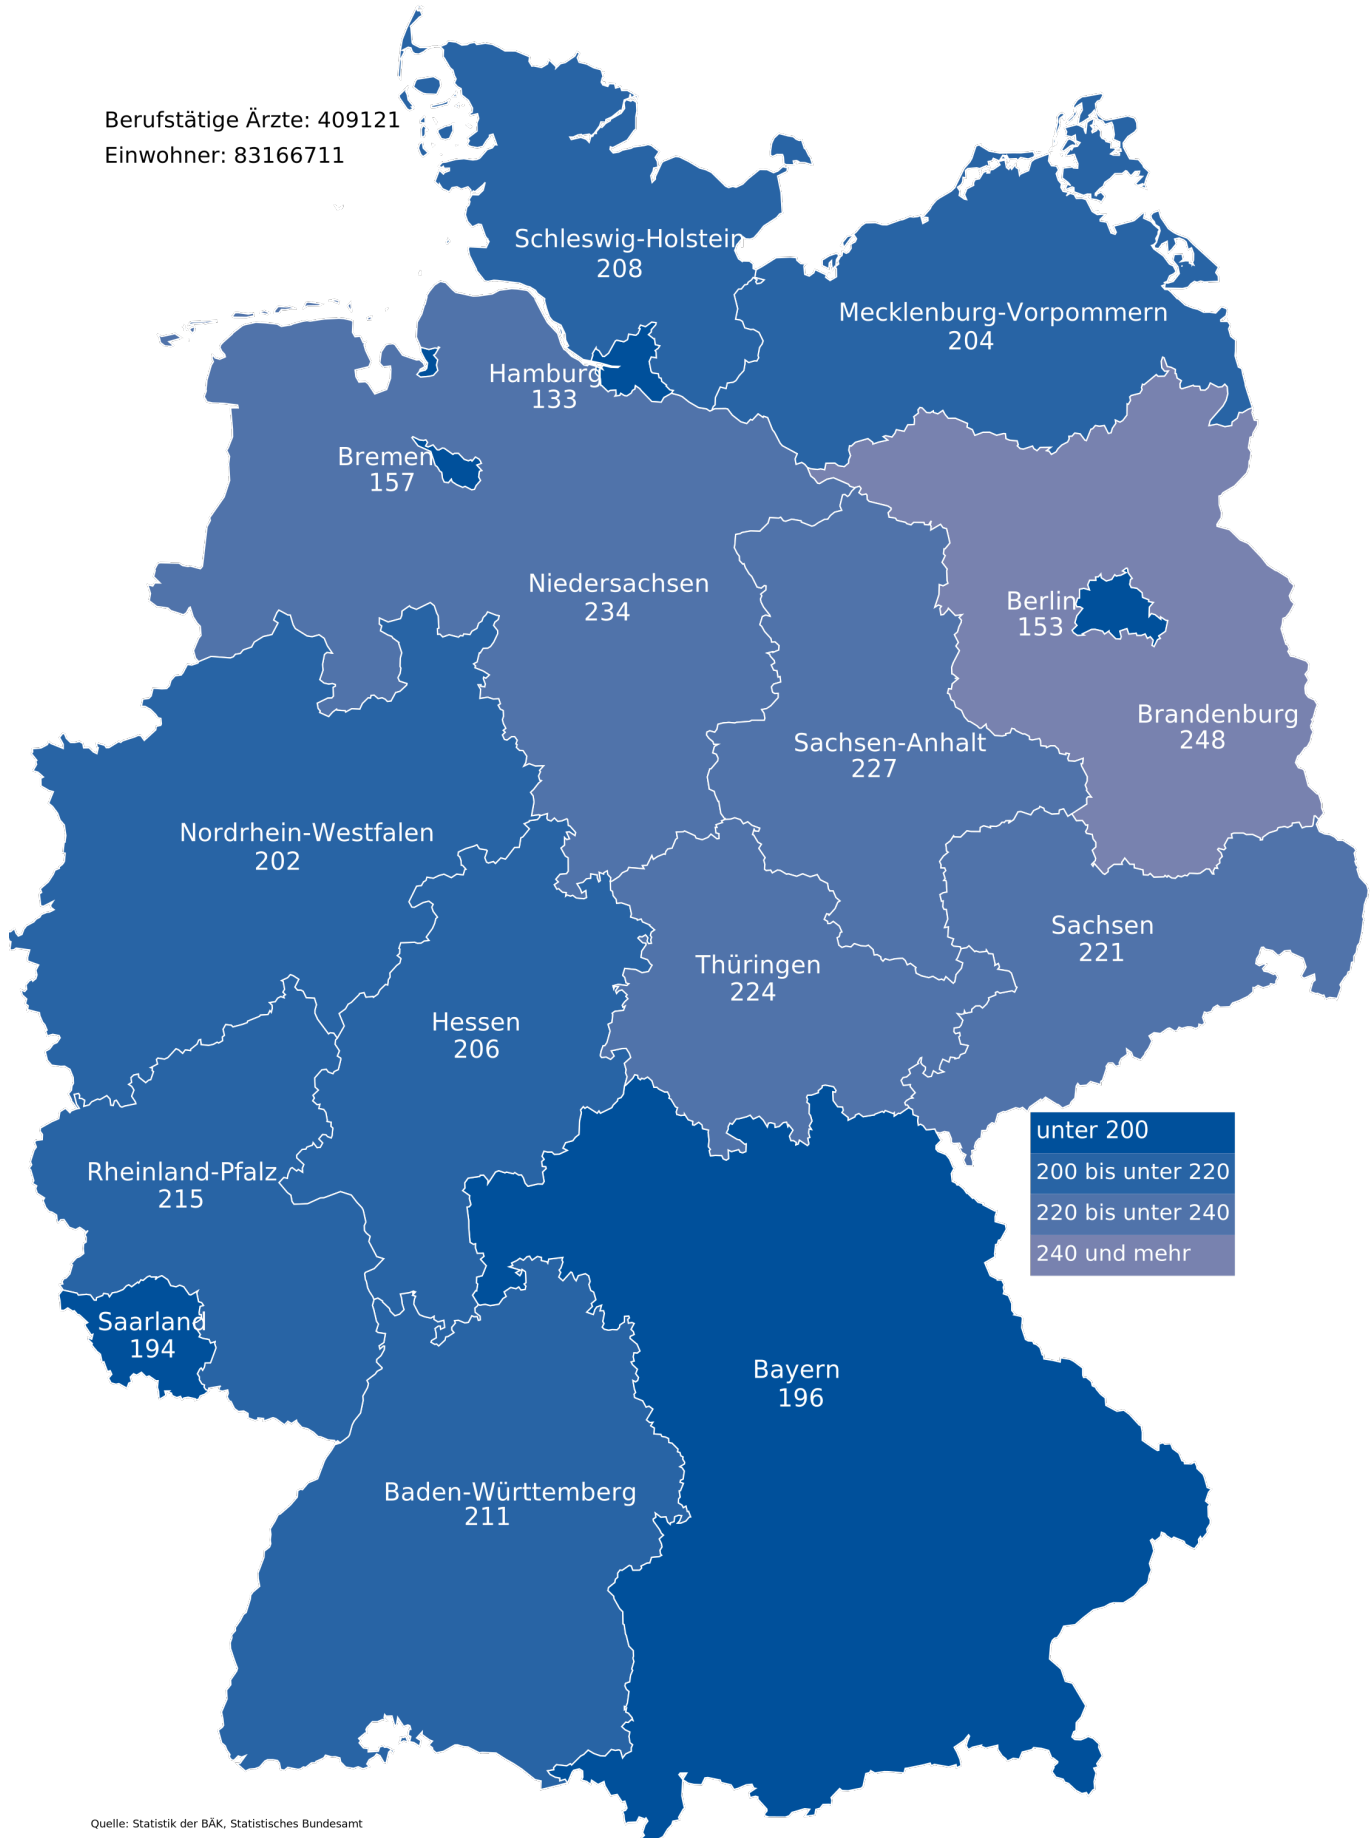 Berufstätige Ärzte: 409121
Einwohner: 83166711
Schleswig-Holstein
208
Mecklenburg-Vorpommern
204
Hamburg
133
Bremen
157
Niedersachsen
234
Berlin
153
Brandenburg
248
Sachsen-Anhalt
227
Nordrhein-Westfalen
202
Sachsen
221
Thüringen
224
Hessen
206
Rheinland-Pfalz
215
unter 200
200 bis unter 220
220 bis unter 240
240 und mehr
Saarland
194
Bayern
196
Baden-Württemberg
211
Quelle: Statistik der BÄK, Statistisches Bundesamt